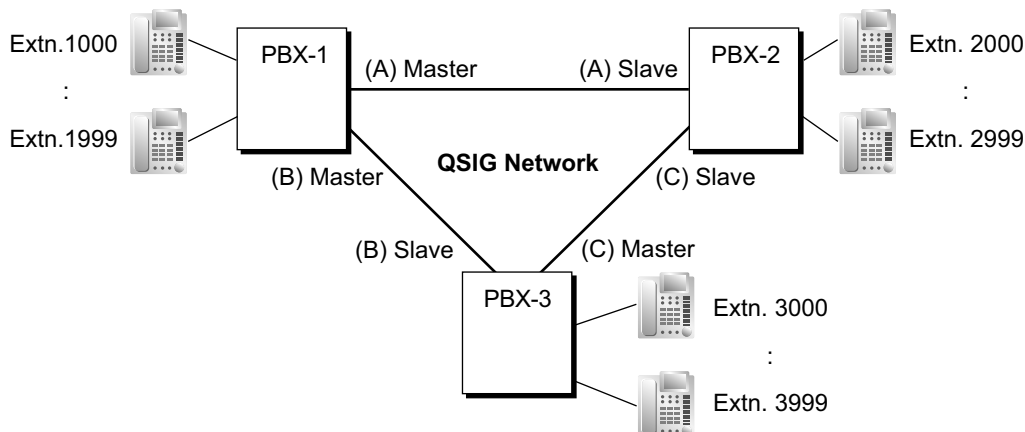 Extn.1000
:
Extn.1999
PBX-1
(A) Master
(A) Slave
PBX-2
Extn. 2000
:
Extn. 2999
QSIG Network
(B) Master
(C) Slave
(B) Slave
(C) Master
PBX-3
Extn. 3000
:
Extn. 3999